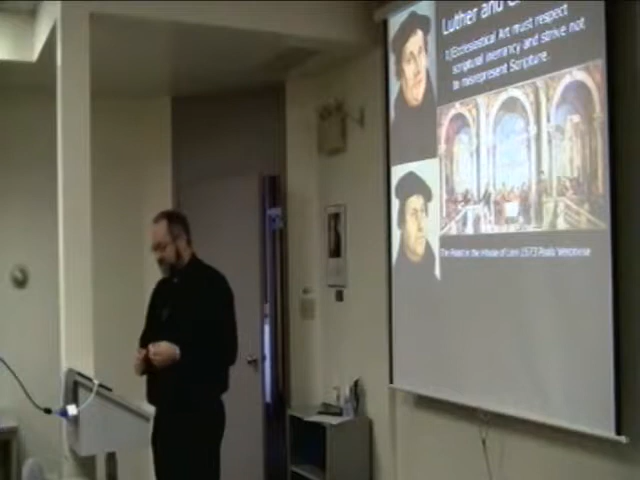 Luther and
1)Ecclesiastical Art must respect
scriptural inerrancy and strive not
to misrepresent Scripture.
The Feast in the House of Levi 1573 Paolo Veronese